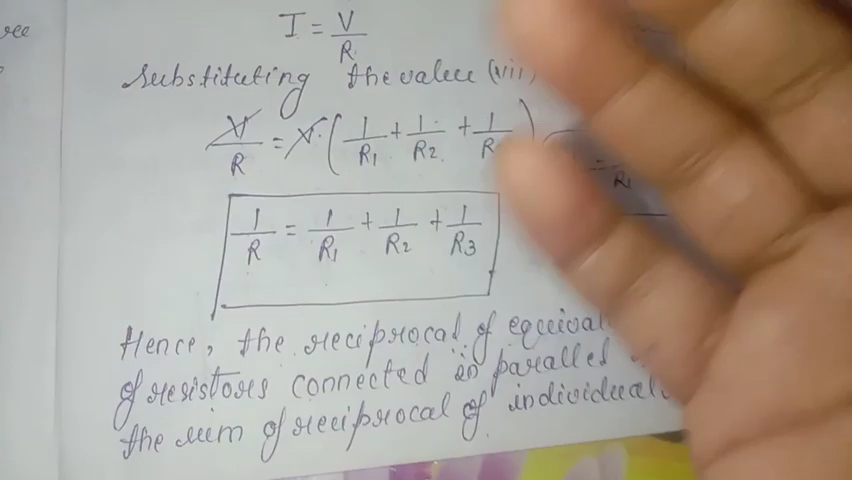 I = V/R
Substituting the value (vii)
V/R = V. (1/R1 + 1/R2 + 1/R
1/R = 1/R1 + 1/R2 + 1/R3
Hence, the reciprocal of
of resistors connected in parallel
the sum of reciprocal of individual